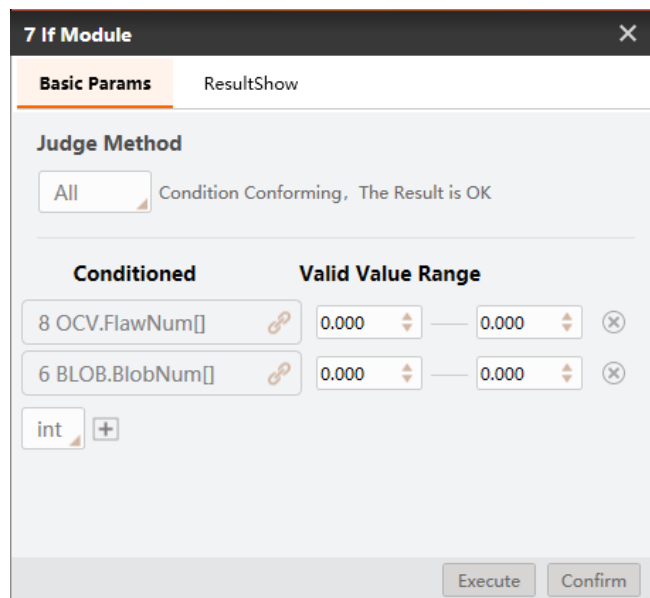 7 If Module
Basic Params ResultShow
Judge Method
All Condition Conforming, The Result is OK
Conditioned Valid Value Range
8 OCV.FlawNum[] 0.000 0.000
6 BLOB.BlobNum[] 0.000 0.000
int
Execute Confirm